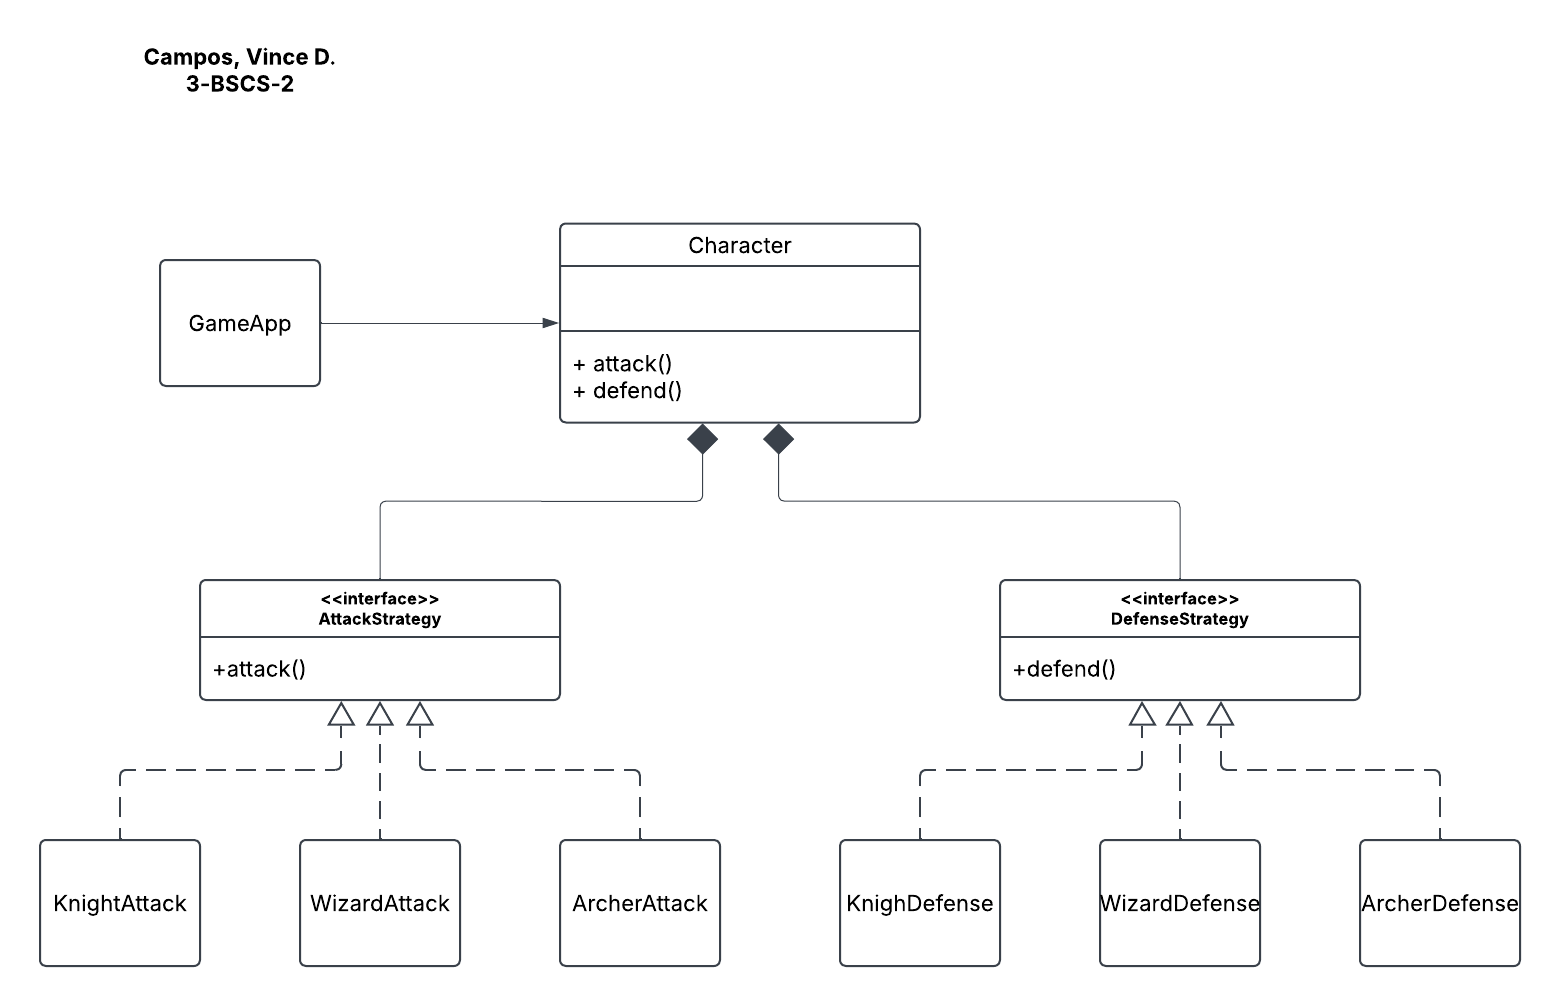 Campos, Vince D.
3-BSCS-2
Character
GameApp
+ attack()
+ defend()
<<interface>>
AttackStrategy
+attack()
<<interface>>
DefenseStrategy
+defend()
KnightAttack
WizardAttack
ArcherAttack
KnighDefense
WizardDefense
ArcherDefense